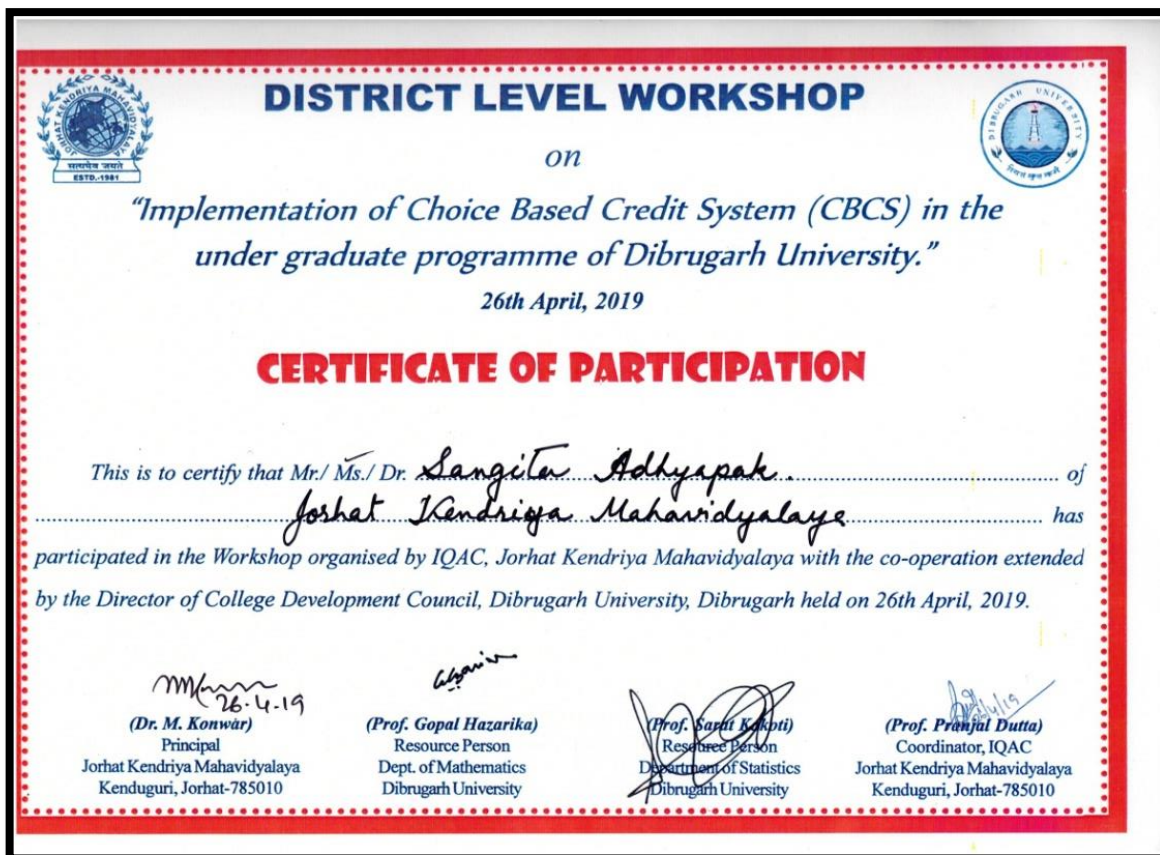 JORHAT KENDRIYA MAHAVIDYALAYA
सत्यमेव जयते
ESTD.-1981
DISTRICT LEVEL WORKSHOP
DIBRUGARH UNIVERSITY
on
“Implementation of Choice Based Credit System (CBCS) in the
under graduate programme of Dibrugarh University.”
26th April, 2019
CERTIFICATE OF PARTICIPATION
This is to certify that Mr./ Ms./ Dr. Sangita Adhyapak. of
Jorhat Kendriya Mahavidyalaya has
participated in the Workshop organised by IQAC, Jorhat Kendriya Mahavidyalaya with the co-operation extended
by the Director of College Development Council, Dibrugarh University, Dibrugarh held on 26th April, 2019.
26.4.19
(Dr. M. Konwar)
Principal
Jorhat Kendriya Mahavidyalaya
Kenduguri, Jorhat-785010
(Prof. Gopal Hazarika)
Resource Person
Dept. of Mathematics
Dibrugarh University
(Prof. Sarat Kakoti)
Resource Person
Department of Statistics
Dibrugarh University
(Prof. Pranjal Dutta)
Coordinator, IQAC
Jorhat Kendriya Mahavidyalaya
Kenduguri, Jorhat-785010